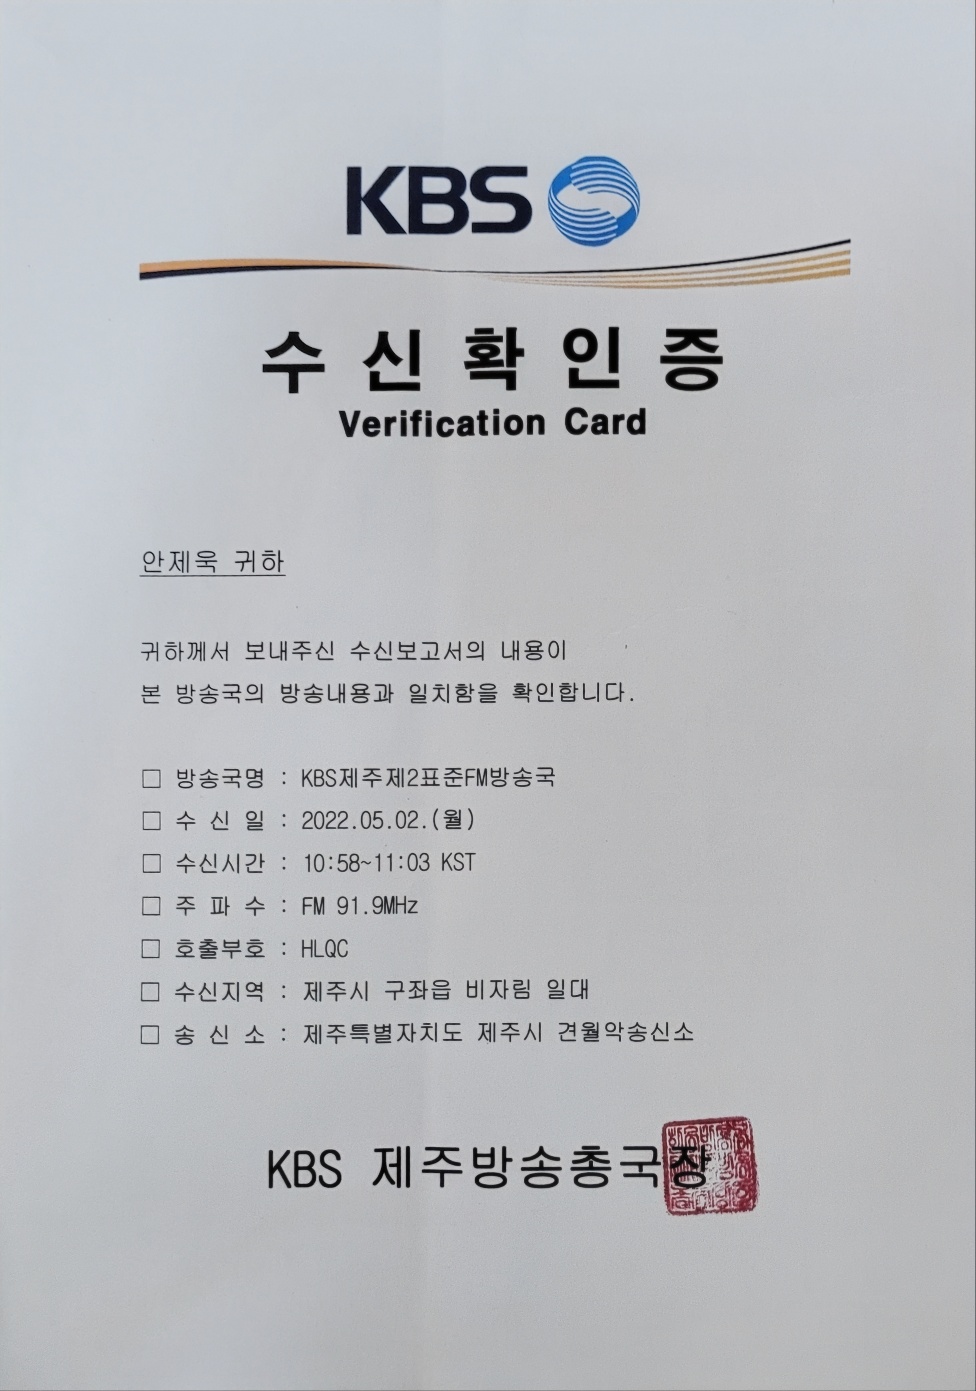 KBS
수신확인증
Verification Card
안제욱 귀하
귀하께서 보내주신 수신보고서의 내용이
본 방송국의 방송내용과 일치함을 확인합니다.
□ 방송국명 : KBS제주제2표준FM방송국
□ 수 신 일 : 2022.05.02.(월)
□ 수신시간 : 10:58~11:03 KST
□ 주 파 수 : FM 91.9MHz
□ 호출부호 : HLQC
□ 수신지역 : 제주시 구좌읍 비자림 일대
□ 송 신 소 : 제주특별자치도 제주시 견월악송신소
KBS 제주방송총국장